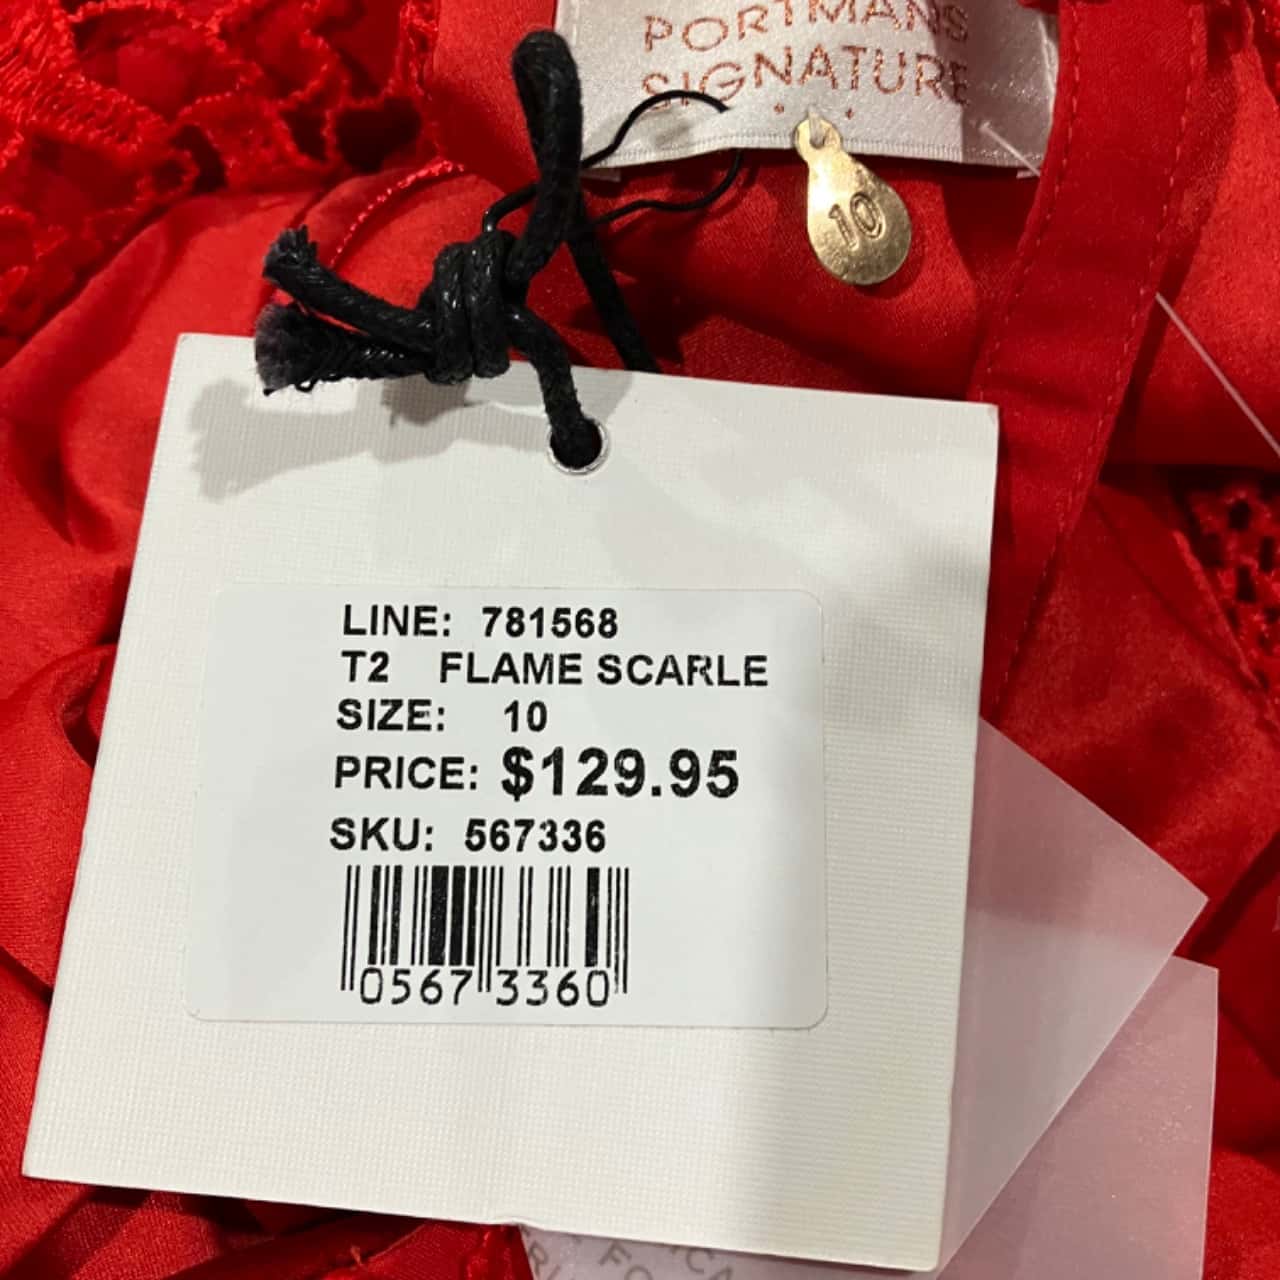 PORTMANS
SIGNATURE
10
LINE: 781568
T2 FLAME SCARLE
SIZE: 10
PRICE: $129.95
SKU: 567336
0567 3360